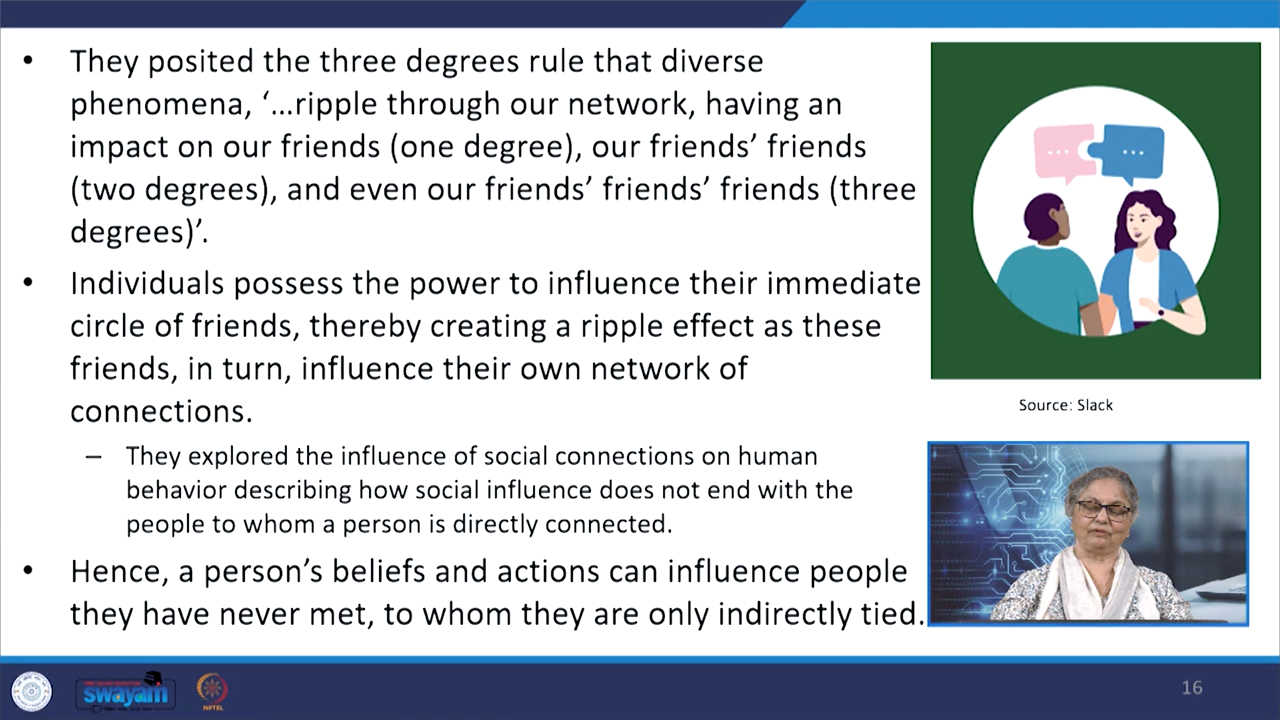 • They posited the three degrees rule that diverse
phenomena, ‘...ripple through our network, having an
impact on our friends (one degree), our friends’ friends
(two degrees), and even our friends’ friends’ friends (three
degrees)’.
• Individuals possess the power to influence their immediate
circle of friends, thereby creating a ripple effect as these
friends, in turn, influence their own network of
connections.
– They explored the influence of social connections on human
behavior describing how social influence does not end with the
people to whom a person is directly connected.
• Hence, a person’s beliefs and actions can influence people
they have never met, to whom they are only indirectly tied.
Source: Slack
swayam
NPTEL
16